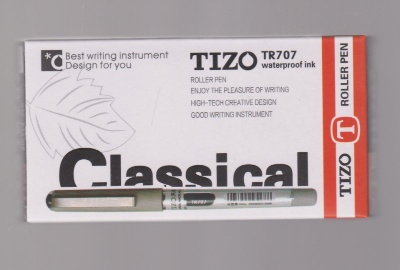 *C Best writing instrument
Design for you
TIZO TR707
waterproof ink
ROLLER PEN
ENJOY THE PLEASURE OF WRITING
HIGH-TECH CREATIVE DESIGN
GOOD WRITING INSTRUMENT
Classical
TR707
TIZO T ROLLER PEN